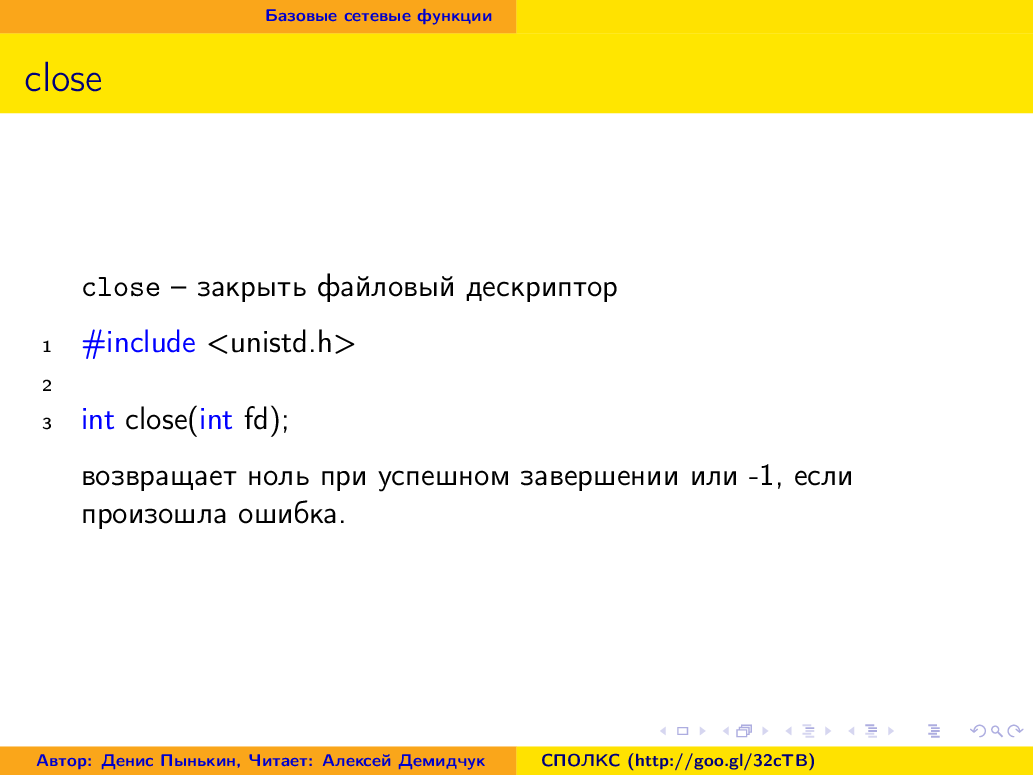 Базовые сетевые функции
close
close – закрыть файловый дескриптор
1 #include <unistd.h>
2
3 int close(int fd);
возвращает ноль при успешном завершении или -1, если
произошла ошибка.
Автор: Денис Пынькин, Читает: Алексей Демидчук
СПОЛКС (http://goo.gl/32cTB)